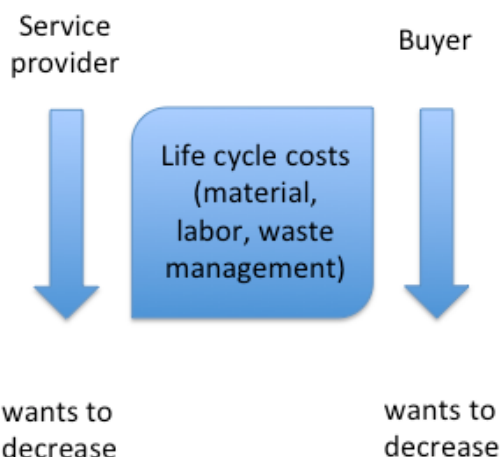 Service
provider
Buyer
Life cycle costs
(material,
labor, waste
management)
wants to
decrease
wants to
decrease